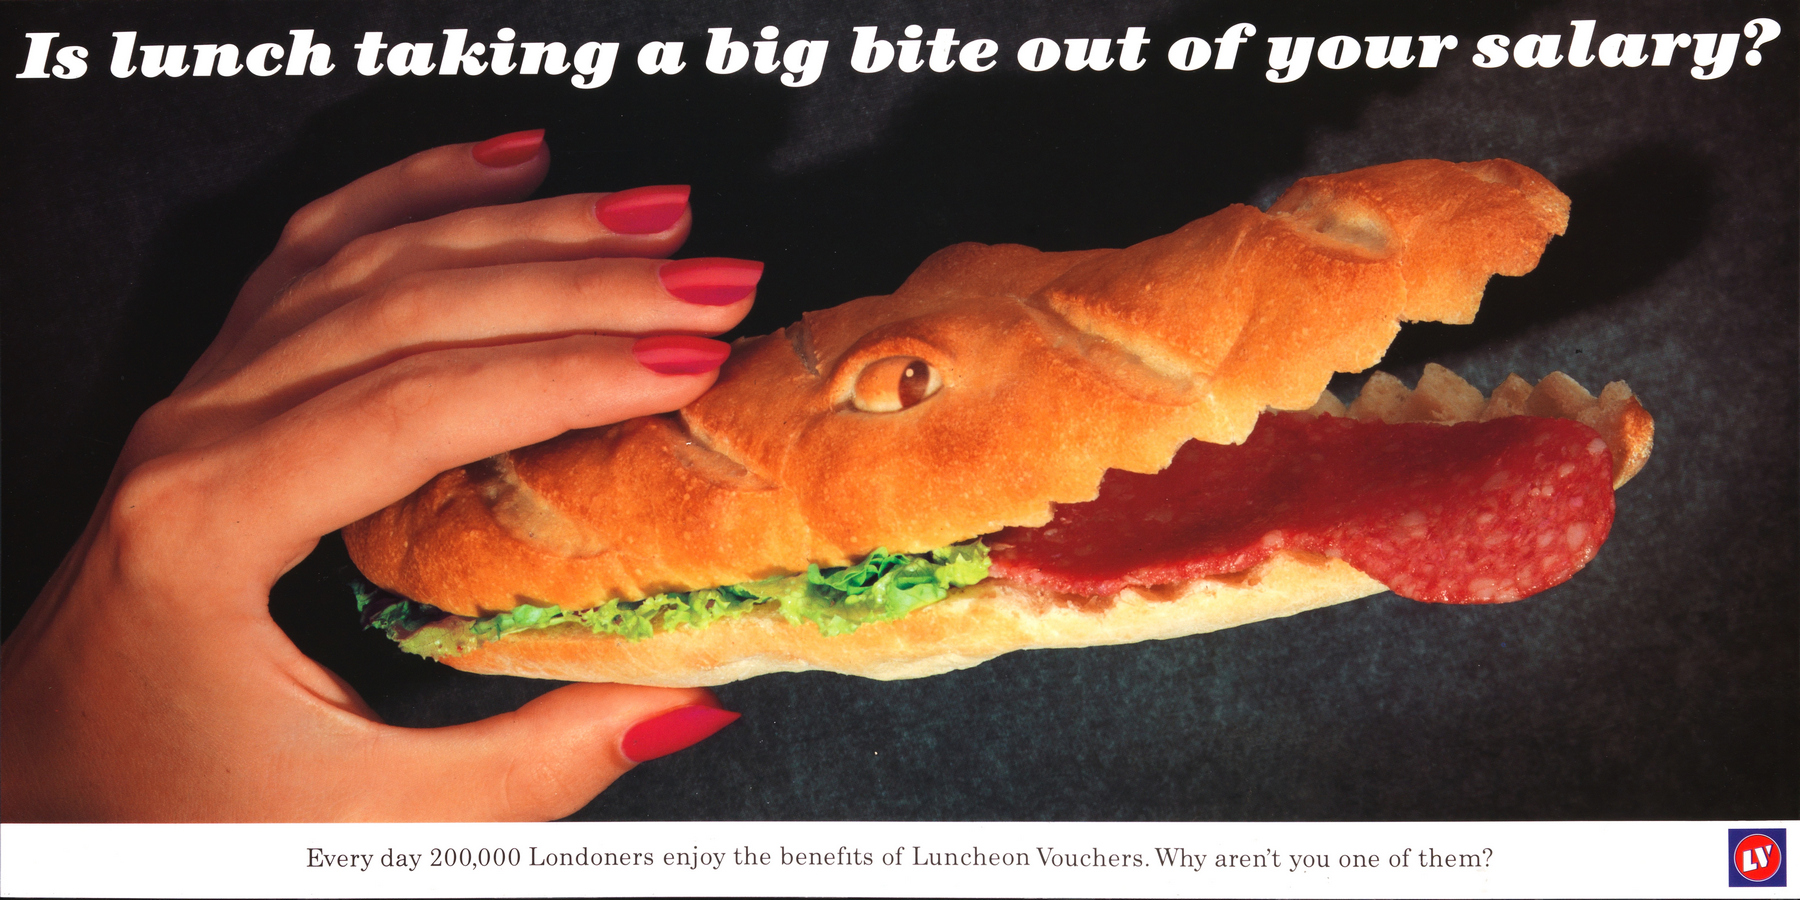 Is lunch taking a big bite out of your salary?
Every day 200,000 Londoners enjoy the benefits of Luncheon Vouchers. Why aren't you one of them?
LV